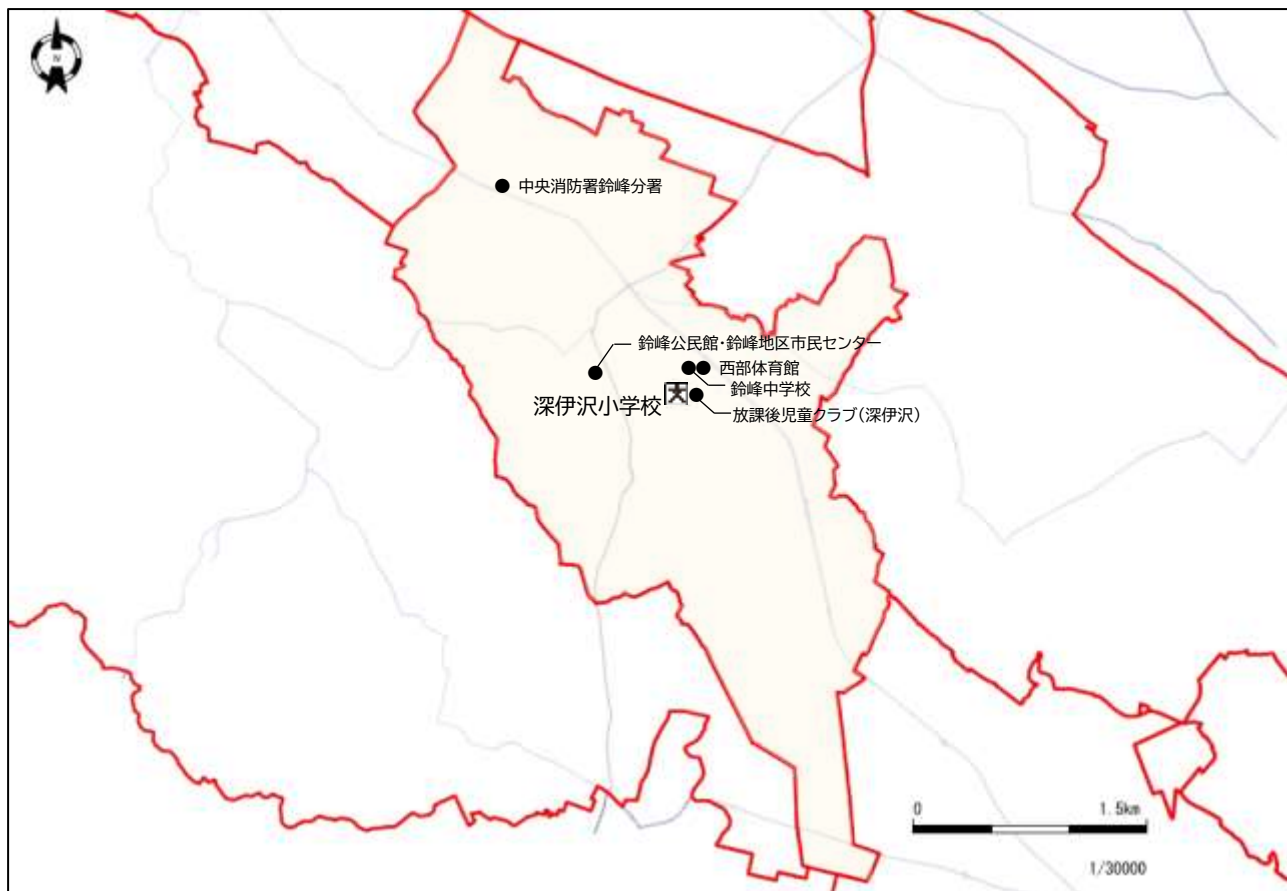 N
中央消防署鈴峰分署
鈴峰公民館・鈴峰地区市民センター
西部体育館
鈴峰中学校
深伊沢小学校
文
放課後児童クラブ(深伊沢)
0 1.5km
1/30000